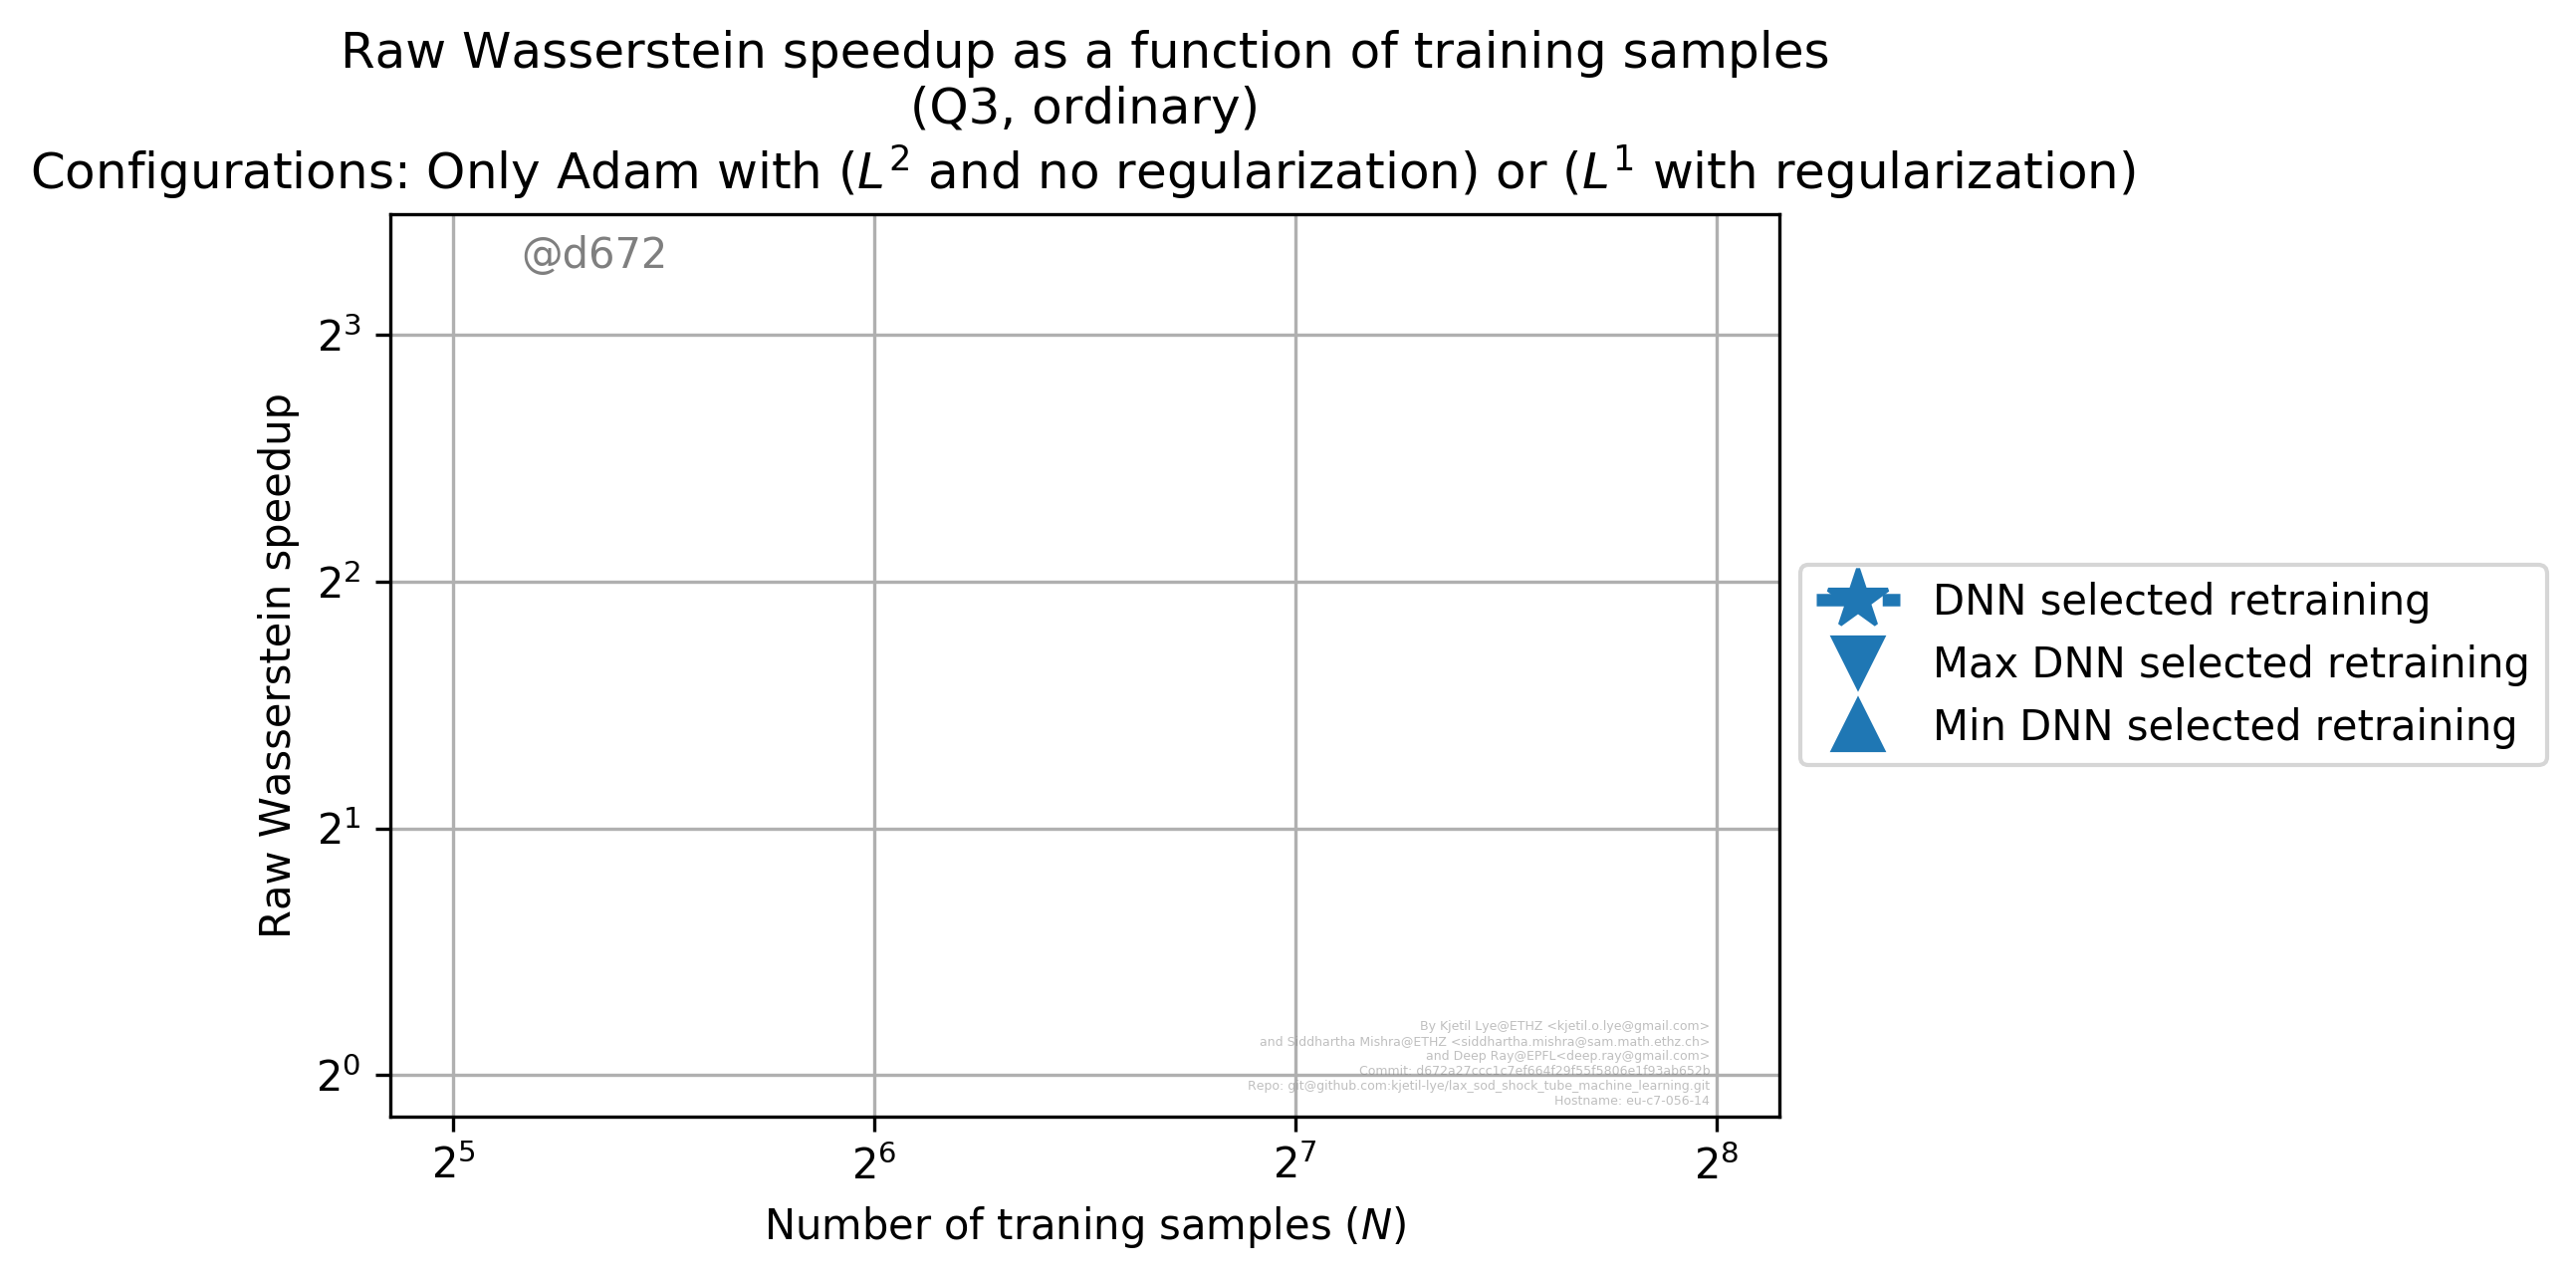 Raw Wasserstein speedup as a function of training samples
(Q3, ordinary)
Configurations: Only Adam with (L² and no regularization) or (L¹ with regularization)
@d672
2³
2²
2¹
2⁰
Raw Wasserstein speedup
DNN selected retraining
Max DNN selected retraining
Min DNN selected retraining
By Kjetil Lye@ETHZ <kjetil.o.lye@gmail.com>
and Siddhartha Mishra@ETHZ <siddhartha.mishra@sam.math.ethz.ch>
and Deep Ray@EPFL<deep.ray@gmail.com>
Commit: d672a27ccc1c7ef664f29f55f5806e1f93ab652b
Repo: git@github.com:kjetil-lye/lax_sod_shock_tube_machine_learning.git
Hostname: eu-c7-056-14
2⁵ 2⁶ 2⁷ 2⁸
Number of traning samples (N)